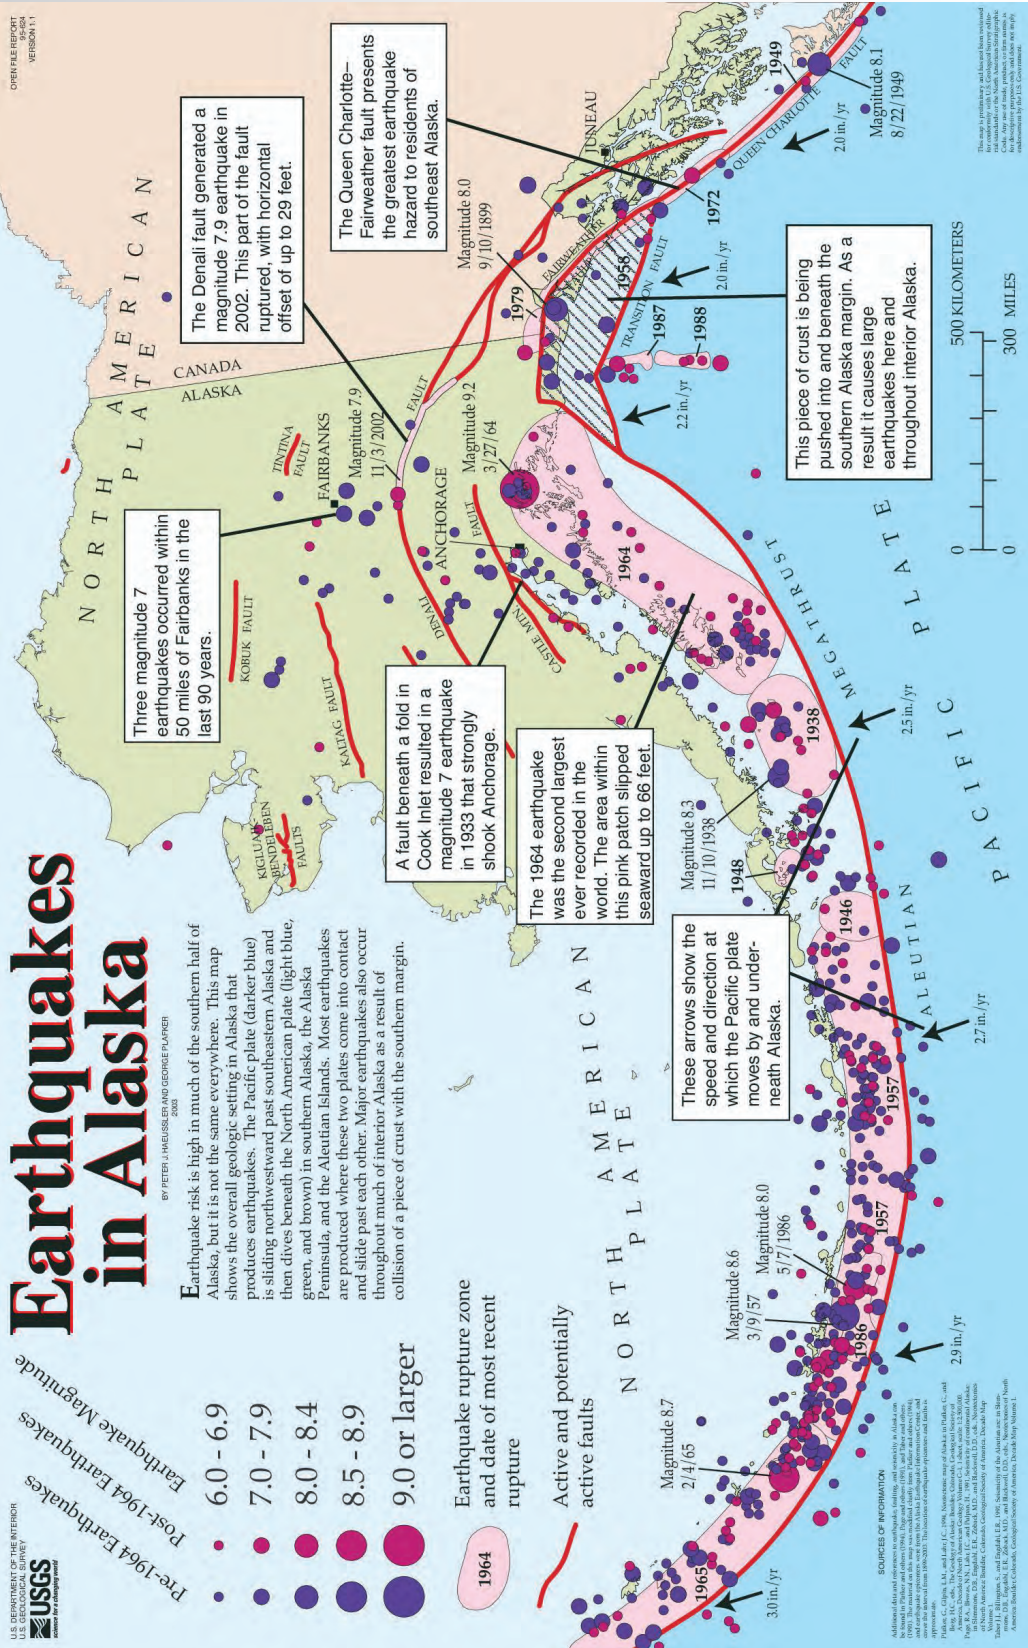 U.S. DEPARTMENT OF THE INTERIOR
U.S. GEOLOGICAL SURVEY
USGS
science for a changing world
OPEN FILE REPORT
95-624
VERSION 1.1
Earthquakes
in Alaska
BY PETER J. HAEUSSLER AND GEORGE PLAFKER
2003
Earthquake risk is high in much of the southern half of
Alaska, but it is not the same everywhere. This map
shows the overall geologic setting in Alaska that
produces earthquakes. The Pacific plate (darker blue)
is sliding northwestward past southeastern Alaska and
then dives beneath the North American plate (light blue,
green, and brown) in southern Alaska, the Alaska
Peninsula, and the Aleutian Islands. Most earthquakes
are produced where these two plates come into contact
and slide past each other. Major earthquakes also occur
throughout much of interior Alaska as a result of
collision of a piece of crust with the southern margin.
Pre-1964 Earthquakes
Post-1964 Earthquakes
Earthquake Magnitude
6.0 - 6.9
7.0 - 7.9
8.0 - 8.4
8.5 - 8.9
9.0 or larger
1964
Earthquake rupture zone
and date of most recent
rupture
Active and potentially
active faults
NORTH AMERICAN
PLATE
CANADA
ALASKA
TINTINA
FAULT
FAIRBANKS
KOBUK FAULT
KALTAG FAULT
KIGLUAIK-
BENDELEBEN
FAULTS
Three magnitude 7
earthquakes occurred within
50 miles of Fairbanks in the
last 90 years.
The Denali fault generated a
magnitude 7.9 earthquake in
2002. This part of the fault
ruptured, with horizontal
offset of up to 29 feet.
The Queen Charlotte–
Fairweather fault presents
the greatest earthquake
hazard to residents of
southeast Alaska.
Magnitude 7.9
11/3/2002
DENALI
FAULT
ANCHORAGE
CASTLE MTN.
FAULT
Magnitude 9.2
3/27/64
Magnitude 8.0
9/10/1899
JUNEAU
1979
FAIRWEATHER
1958
TRANSITION FAULT
1987
1988
1972
QUEEN CHARLOTTE
FAULT
1949
Magnitude 8.1
8/22/1949
2.0 in./yr
2.0 in./yr
2.2 in./yr
A fault beneath a fold in
Cook Inlet resulted in a
magnitude 7 earthquake
in 1933 that strongly
shook Anchorage.
The 1964 earthquake
was the second largest
ever recorded in the
world. The area within
this pink patch slipped
seaward up to 66 feet.
This piece of crust is being
pushed into and beneath the
southern Alaska margin. As a
result it causes large
earthquakes here and
throughout interior Alaska.
These arrows show the
speed and direction at
which the Pacific plate
moves by and under-
neath Alaska.
NORTH AMERICAN
PLATE
1964
1938
Magnitude 8.3
11/10/1938
1948
1946
1957
1957
Magnitude 8.0
5/7/1986
Magnitude 8.6
3/9/57
1986
Magnitude 8.7
2/4/65
1965
ALEUTIAN
MEGATHRUST
PACIFIC PLATE
2.5 in./yr
2.7 in./yr
2.9 in./yr
3.0 in./yr
0 500 KILOMETERS
0 300 MILES
SOURCES OF INFORMATION